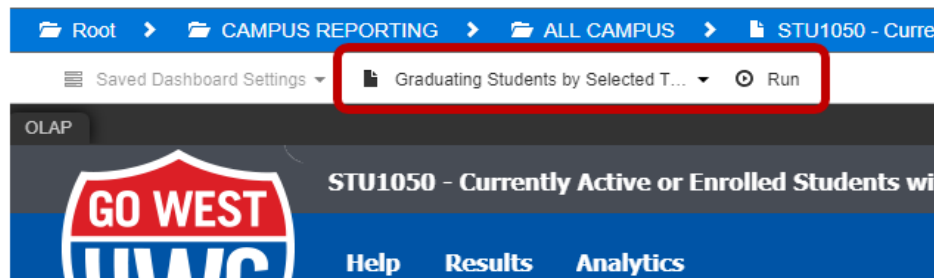 Root > CAMPUS REPORTING > ALL CAMPUS > STU1050 - Curre
Saved Dashboard Settings Graduating Students by Selected T... Run
OLAP
STU1050 - Currently Active or Enrolled Students wi
GO WEST
UWG
Help Results Analytics